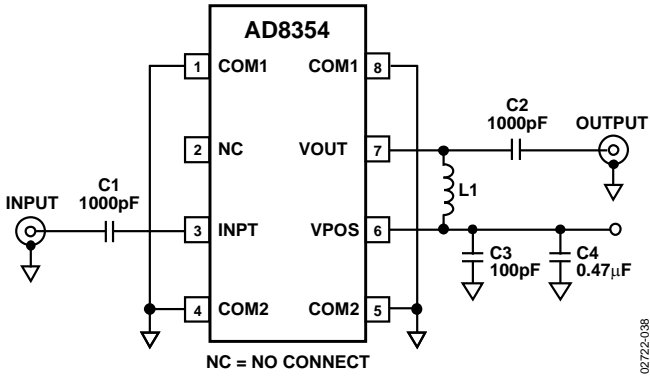 AD8354
1 COM1 COM1 8
2 NC VOUT 7
3 INPT VPOS 6
4 COM2 COM2 5
INPUT
C1
1000pF
C2
1000pF
OUTPUT
L1
C3
100pF
C4
0.47μF
NC = NO CONNECT
02722-038